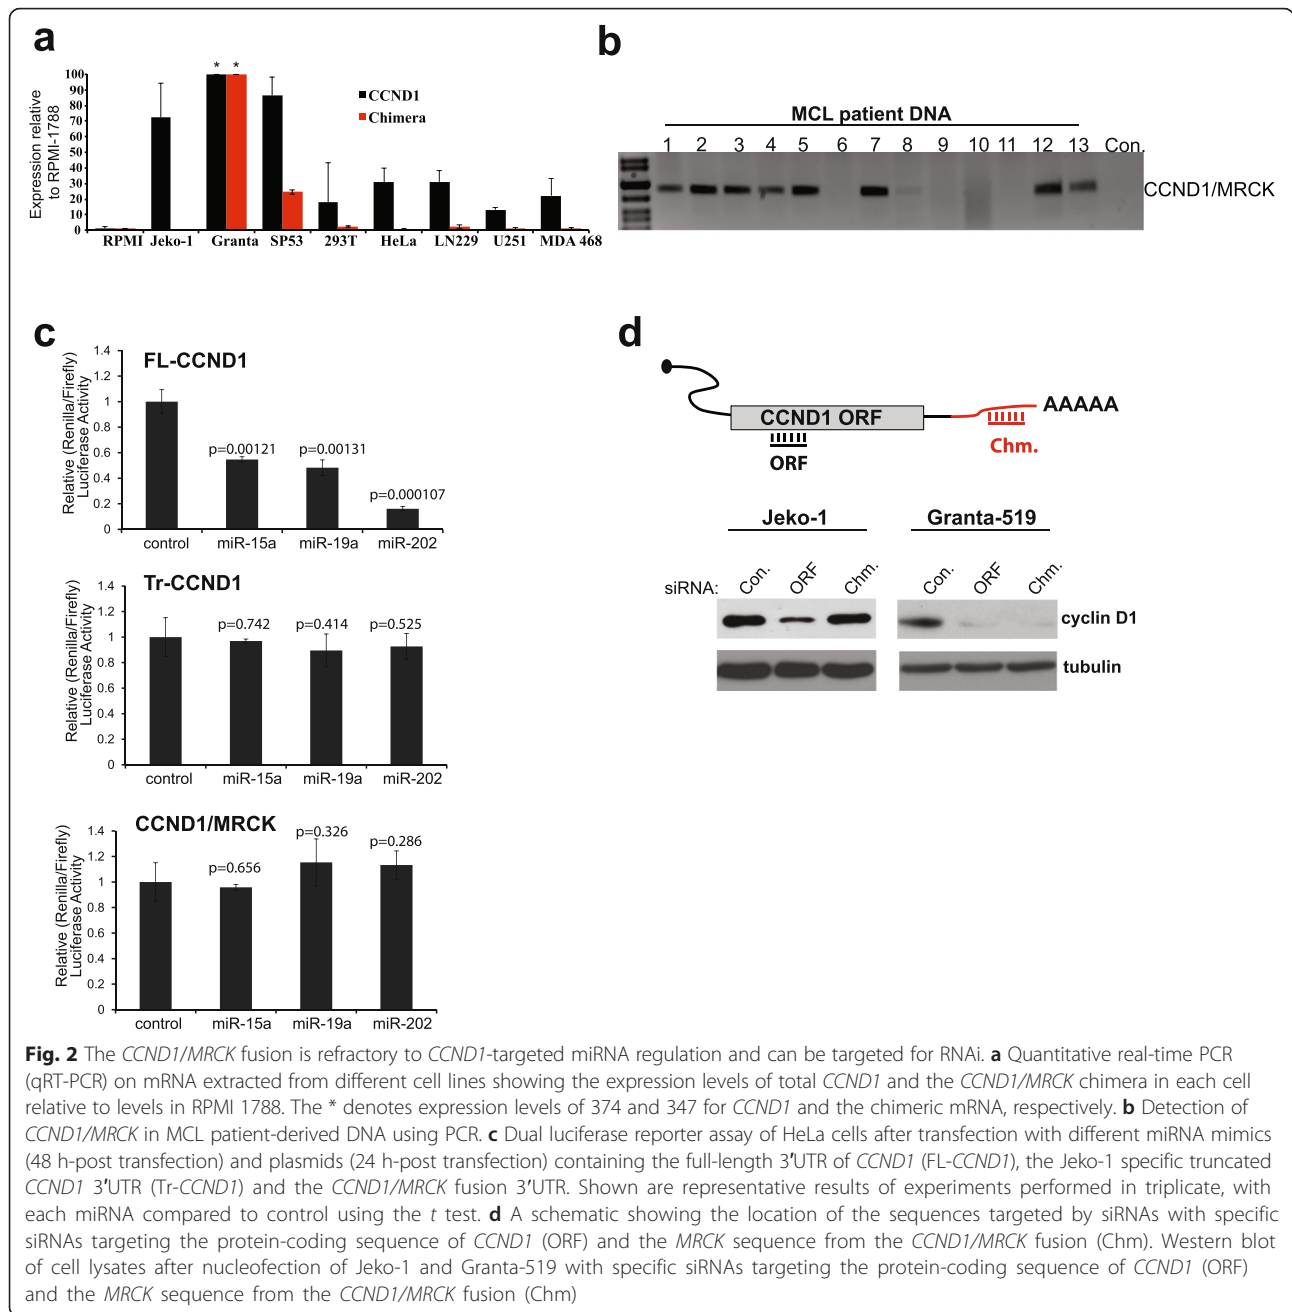 a
Expression relative
to RPMI-1788
100
90
80
70
60
50
40
30
20
10
0
* *
CCND1
Chimera
RPMI Jeko-1 Granta SP53 293T HeLa LN229 U251 MDA 468
b
MCL patient DNA
1 2 3 4 5 6 7 8 9 10 11 12 13 Con.
CCND1/MRCK
c
FL-CCND1
Relative (Renilla/Firefly)
Luciferase Activity
1.4
1.2
1
0.8
0.6
0.4
0.2
0
p=0.00121 p=0.00131
p=0.000107
control miR-15a miR-19a miR-202
Tr-CCND1
Relative (Renilla/Firefly)
Luciferase Activity
1.4
1.2
1
0.8
0.6
0.4
0.2
0
p=0.742 p=0.414 p=0.525
control miR-15a miR-19a miR-202
CCND1/MRCK
Relative (Renilla/Firefly)
Luciferase Activity
1.4
1.2
1
0.8
0.6
0.4
0.2
0
p=0.656 p=0.326 p=0.286
control miR-15a miR-19a miR-202
d
CCND1 ORF
AAAAA
ORF
Chm.
Jeko-1 Granta-519
siRNA: Con. ORF Chm. Con. ORF Chm.
cyclin D1
tubulin
Fig. 2 The CCND1/MRCK fusion is refractory to CCND1-targeted miRNA regulation and can be targeted for RNAi. a Quantitative real-time PCR
(qRT-PCR) on mRNA extracted from different cell lines showing the expression levels of total CCND1 and the CCND1/MRCK chimera in each cell
relative to levels in RPMI 1788. The * denotes expression levels of 374 and 347 for CCND1 and the chimeric mRNA, respectively. b Detection of
CCND1/MRCK in MCL patient-derived DNA using PCR. c Dual luciferase reporter assay of HeLa cells after transfection with different miRNA mimics
(48 h-post transfection) and plasmids (24 h-post transfection) containing the full-length 3′UTR of CCND1 (FL-CCND1), the Jeko-1 specific truncated
CCND1 3′UTR (Tr-CCND1) and the CCND1/MRCK fusion 3′UTR. Shown are representative results of experiments performed in triplicate, with
each miRNA compared to control using the t test. d A schematic showing the location of the sequences targeted by siRNAs with specific
siRNAs targeting the protein-coding sequence of CCND1 (ORF) and the MRCK sequence from the CCND1/MRCK fusion (Chm). Western blot
of cell lysates after nucleofection of Jeko-1 and Granta-519 with specific siRNAs targeting the protein-coding sequence of CCND1 (ORF)
and the MRCK sequence from the CCND1/MRCK fusion (Chm)